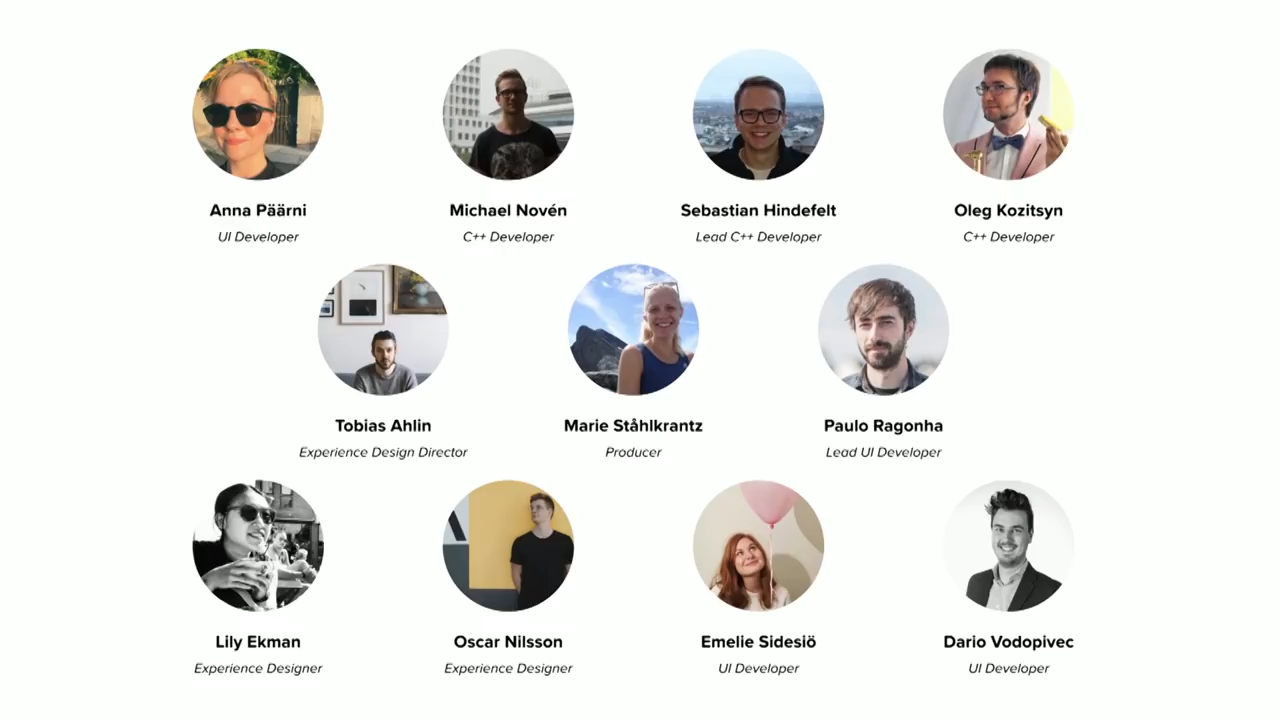 Anna Päärni
UI Developer
Michael Novén
C++ Developer
Sebastian Hindefelt
Lead C++ Developer
Oleg Kozitsyn
C++ Developer
Tobias Ahlin
Experience Design Director
Marie Ståhlkrantz
Producer
Paulo Ragonha
Lead UI Developer
Lily Ekman
Experience Designer
Oscar Nilsson
Experience Designer
Emelie Sidesiö
UI Developer
Dario Vodopivec
UI Developer